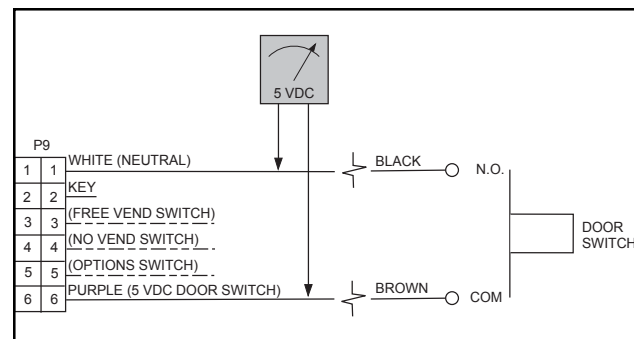 5 VDC
P9
1 1 WHITE (NEUTRAL) BLACK N.O.
2 2 KEY
3 3 (FREE VEND SWITCH)
4 4 (NO VEND SWITCH)
5 5 (OPTIONS SWITCH)
6 6 PURPLE (5 VDC DOOR SWITCH) BROWN COM
DOOR
SWITCH